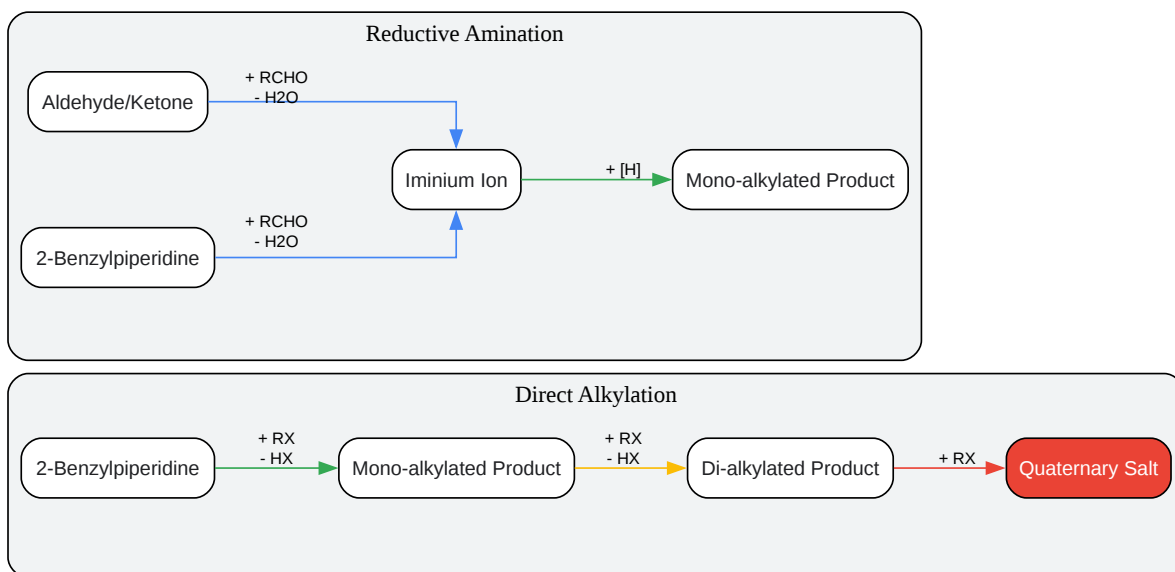 Reductive Amination
+ RCHO
- H2O
Aldehyde/Ketone
Iminium Ion
+ [H]
Mono-alkylated Product
+ RCHO
- H2O
2-Benzylpiperidine
Direct Alkylation
2-Benzylpiperidine
+ RX
- HX
Mono-alkylated Product
+ RX
- HX
Di-alkylated Product
+ RX
Quaternary Salt